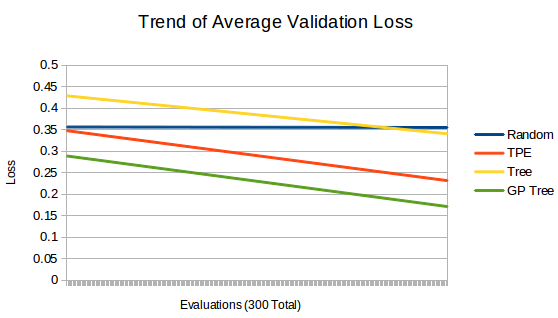 Trend of Average Validation Loss
0.5
0.45
0.4
0.35
0.3
0.25
0.2
0.15
0.1
0.05
0
Loss
Evaluations (300 Total)
Random
TPE
Tree
GP Tree